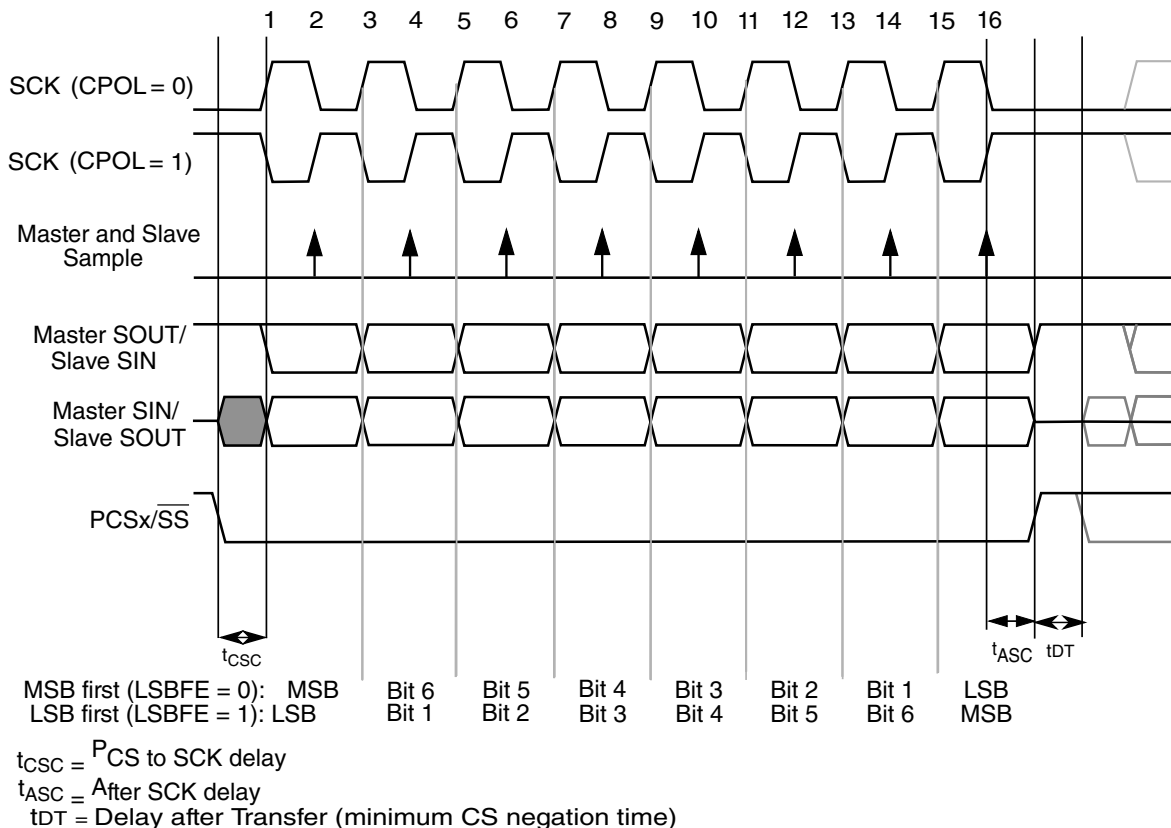 1 2 3 4 5 6 7 8 9 10 11 12 13 14 15 16
SCK (CPOL = 0)
SCK (CPOL = 1)
Master and Slave
Sample
Master SOUT/
Slave SIN
Master SIN/
Slave SOUT
PCSx/SS
tCSC
tASC
tDT
MSB first (LSBFE = 0): MSB Bit 6 Bit 5 Bit 4 Bit 3 Bit 2 Bit 1 LSB
LSB first (LSBFE = 1): LSB Bit 1 Bit 2 Bit 3 Bit 4 Bit 5 Bit 6 MSB
tCSC = PCS to SCK delay
tASC = After SCK delay
tDT = Delay after Transfer (minimum CS negation time)